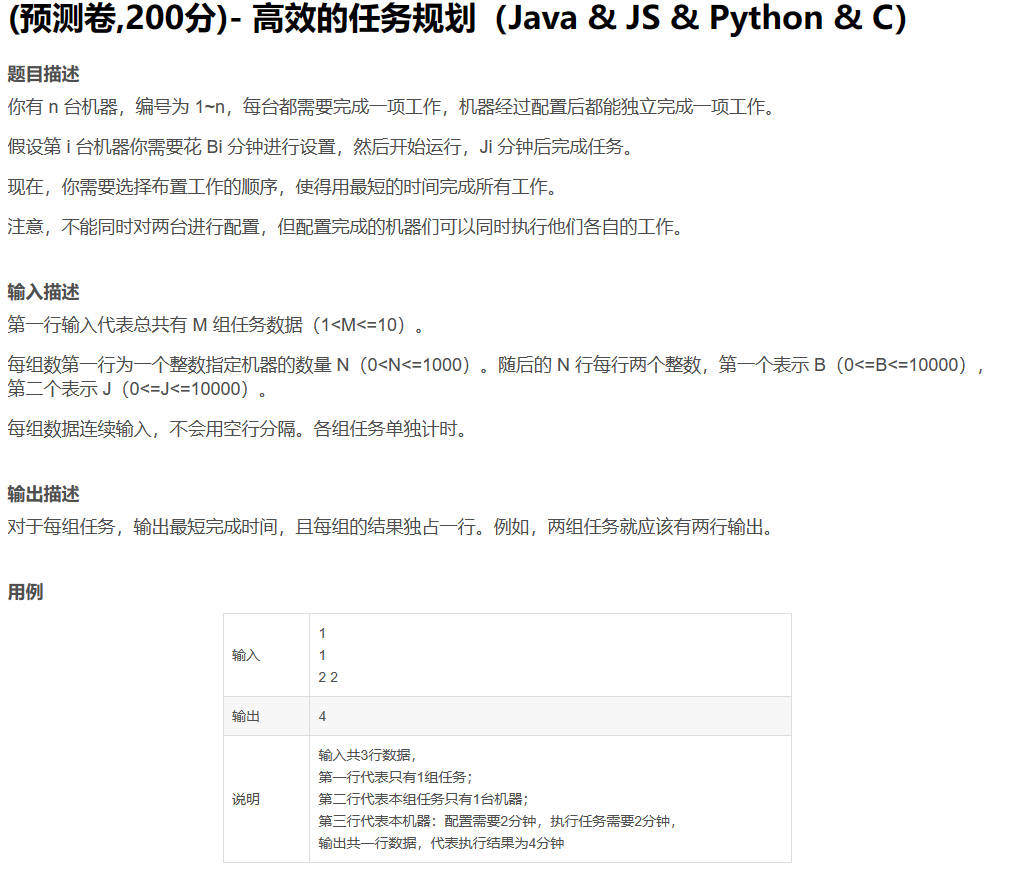 (预测卷,200分)- 高效的任务规划（Java & JS & Python & C）
题目描述
你有 n 台机器，编号为 1~n，每台都需要完成一项工作，机器经过配置后都能独立完成一项工作。
假设第 i 台机器你需要花 Bi 分钟进行设置，然后开始运行，Ji 分钟后完成任务。
现在，你需要选择布置工作的顺序，使得用最短的时间完成所有工作。
注意，不能同时对两台进行配置，但配置完成的机器们可以同时执行他们各自的工作。
输入描述
第一行输入代表总共有 M 组任务数据（1<M<=10）。
每组数第一行为一个整数指定机器的数量 N（0<N<=1000）。随后的 N 行每行两个整数，第一个表示 B（0<=B<=10000），
第二个表示 J（0<=J<=10000）。
每组数据连续输入，不会用空行分隔。各组任务单独计时。
输出描述
对于每组任务，输出最短完成时间，且每组的结果独占一行。例如，两组任务就应该有两行输出。
用例
输入
1
1
2 2
输出
4
说明
输入共3行数据，
第一行代表只有1组任务；
第二行代表本组任务只有1台机器；
第三行代表本机器：配置需要2分钟，执行任务需要2分钟，
输出共一行数据，代表执行结果为4分钟